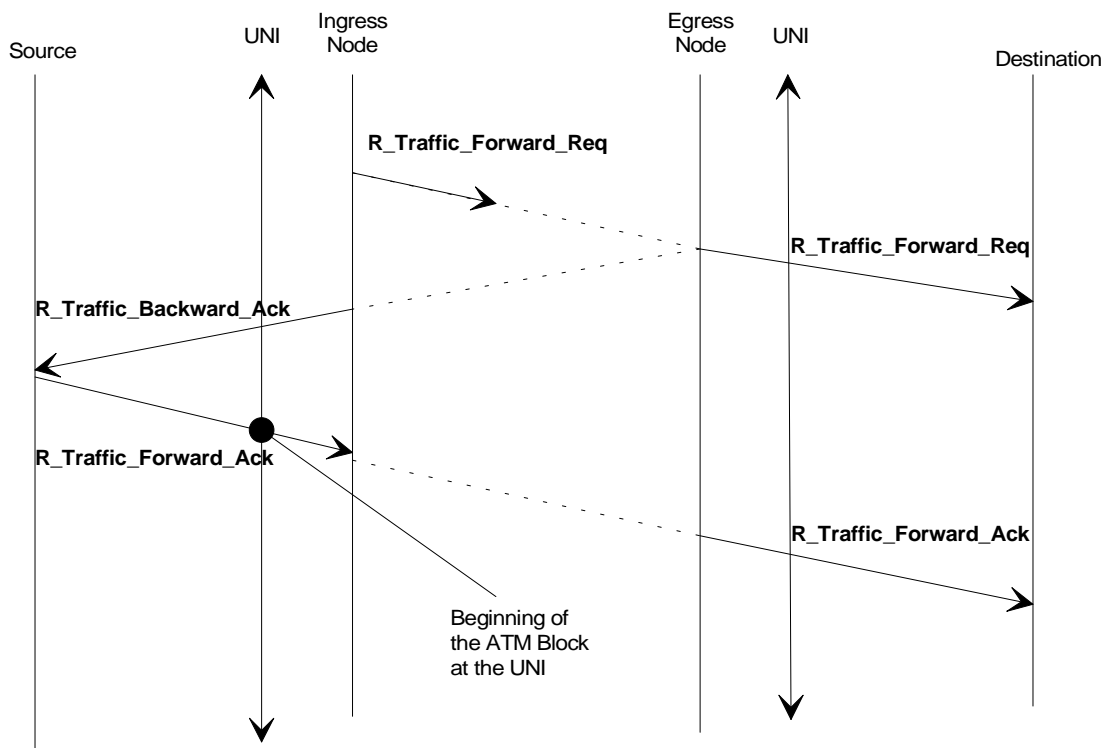 Source
UNI
Ingress
Node
Egress
Node
UNI
Destination
R_Traffic_Forward_Req
R_Traffic_Forward_Req
R_Traffic_Backward_Ack
R_Traffic_Forward_Ack
R_Traffic_Forward_Ack
Beginning of
the ATM Block
at the UNI